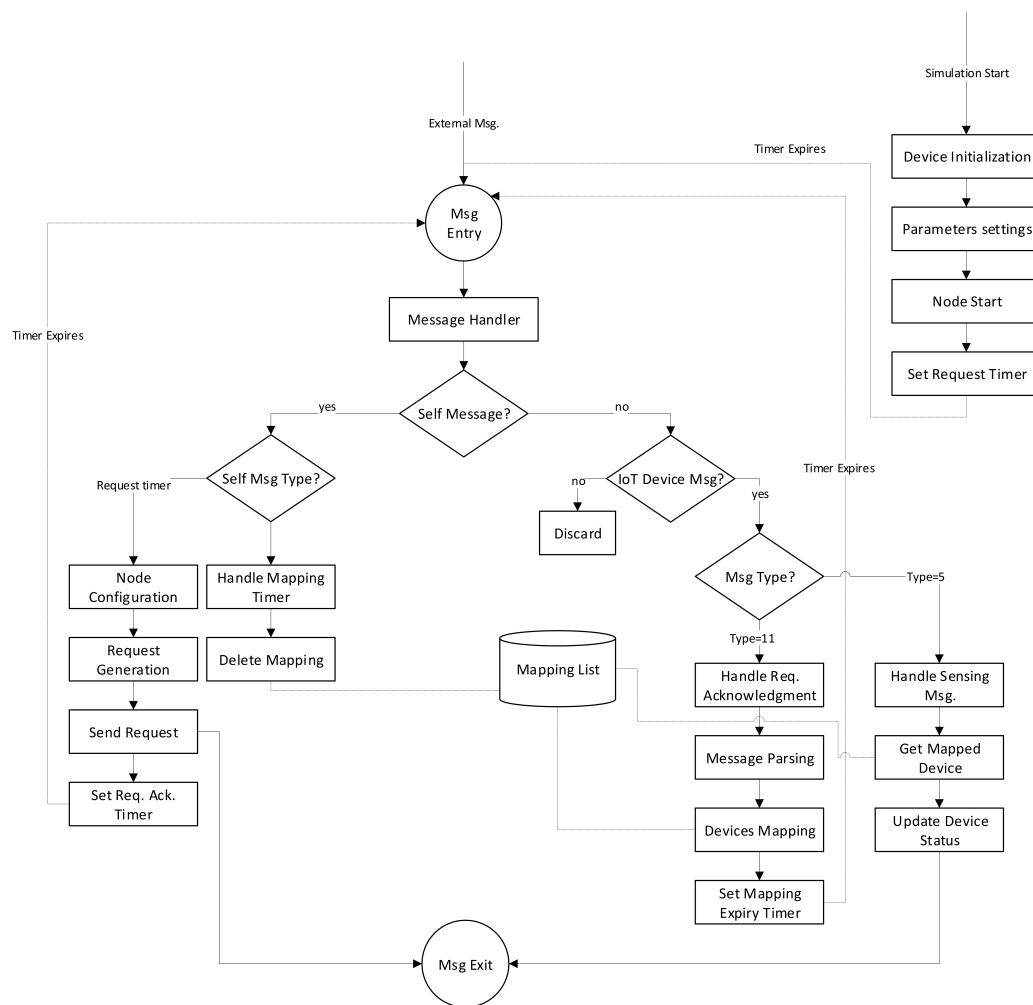 Simulation Start
External Msg.
Timer Expires
Device Initialization
Msg
Entry
Parameters settings
Node Start
Message Handler
Timer Expires
Set Request Timer
yes
Self Message?
no
Timer Expires
Request timer
Self Msg Type?
no
IoT Device Msg?
yes
Discard
Node
Configuration
Handle Mapping
Timer
Msg Type?
Type=5
Type=11
Request
Generation
Delete Mapping
Mapping List
Handle Req.
Acknowledgment
Handle Sensing
Msg.
Send Request
Message Parsing
Get Mapped
Device
Set Req. Ack.
Timer
Devices Mapping
Update Device
Status
Set Mapping
Expiry Timer
Msg Exit